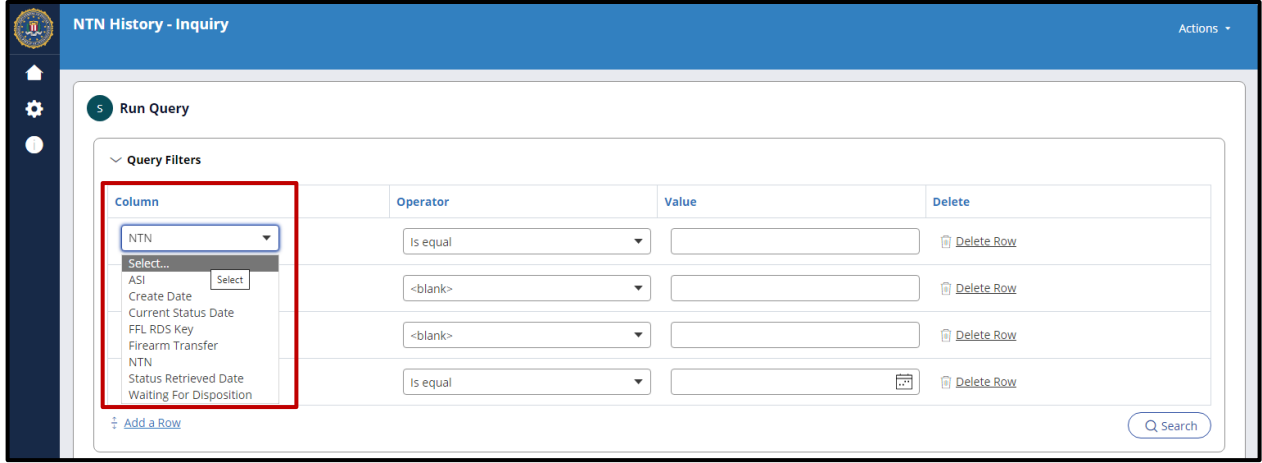 NTN History - Inquiry
Actions
S Run Query
Query Filters
Column Operator Value Delete
NTN Is equal Delete Row
Select...
ASI Select <blank> Delete Row
Create Date
Current Status Date
FFL RDS Key
Firearm Transfer <blank> Delete Row
NTN
Status Retrieved Date Is equal Delete Row
Waiting For Disposition
Add a Row Search